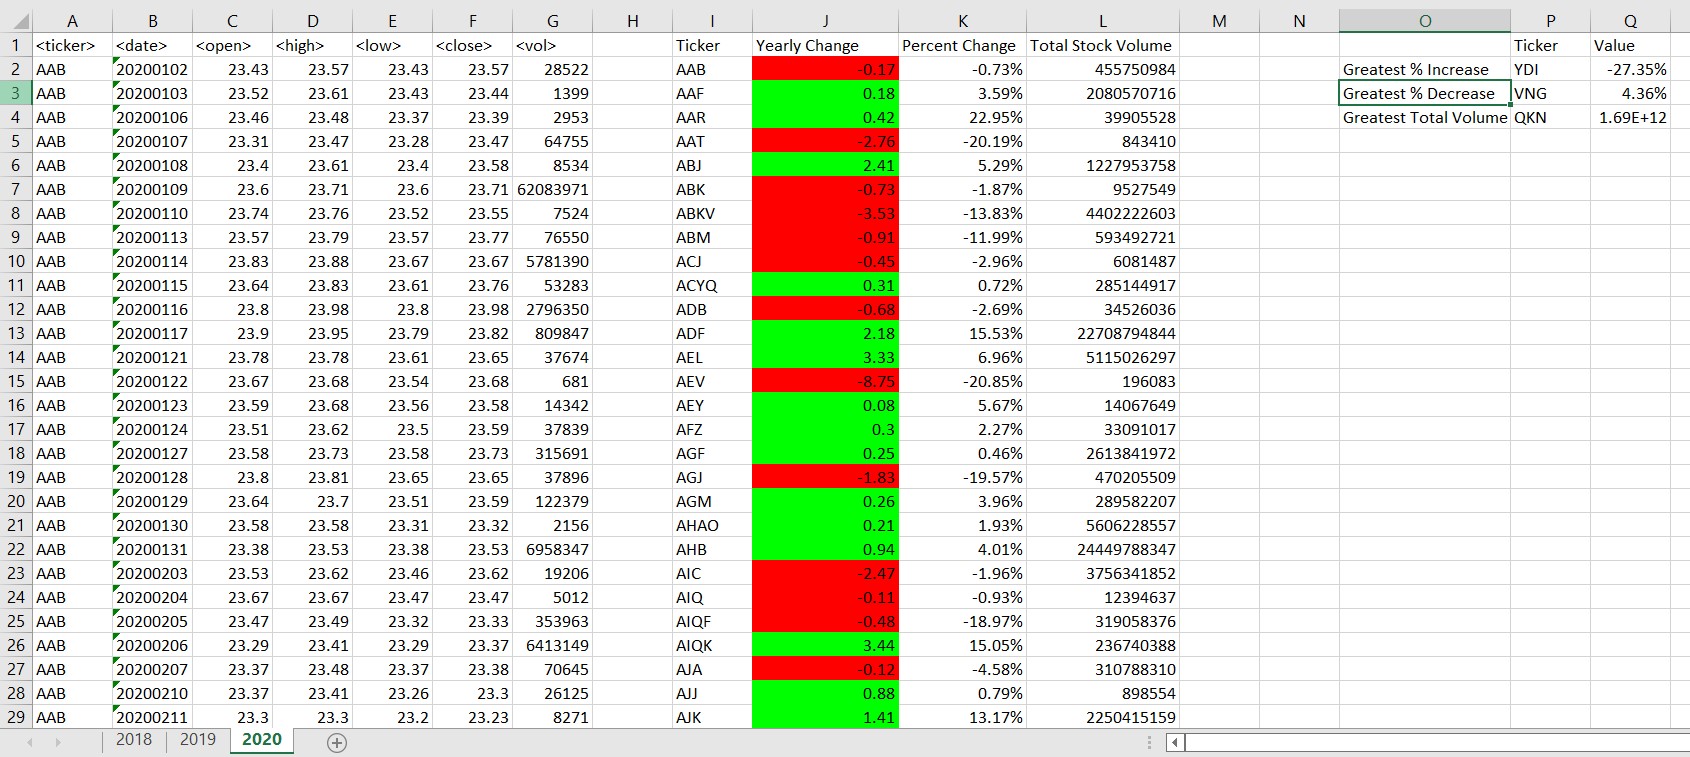 A B C D E F G H I J K L M N O P Q
1 <ticker> <date> <open> <high> <low> <close> <vol> Ticker Yearly Change Percent Change Total Stock Volume Ticker Value
2 AAB 20200102 23.43 23.57 23.43 23.57 28522 AAB -0.17 -0.73% 455750984 Greatest % Increase YDI -27.35%
3 AAB 20200103 23.52 23.61 23.43 23.44 1399 AAF 0.18 3.59% 2080570716 Greatest % Decrease VNG 4.36%
4 AAB 20200106 23.46 23.48 23.37 23.39 2953 AAR 0.42 22.95% 39905528 Greatest Total Volume QKN 1.69E+12
5 AAB 20200107 23.31 23.47 23.28 23.47 64755 AAT -2.76 -20.19% 843410
6 AAB 20200108 23.4 23.61 23.4 23.58 8534 ABJ 2.41 5.29% 1227953758
7 AAB 20200109 23.6 23.71 23.6 23.71 62083971 ABK -0.73 -1.87% 9527549
8 AAB 20200110 23.74 23.76 23.52 23.55 7524 ABKV -3.53 -13.83% 4402222603
9 AAB 20200113 23.57 23.79 23.57 23.77 76550 ABM -0.91 -11.99% 593492721
10 AAB 20200114 23.83 23.88 23.67 23.67 5781390 ACJ -0.45 -2.96% 6081487
11 AAB 20200115 23.64 23.83 23.61 23.76 53283 ACYQ 0.31 0.72% 285144917
12 AAB 20200116 23.8 23.98 23.8 23.98 2796350 ADB -0.68 -2.69% 34526036
13 AAB 20200117 23.9 23.95 23.79 23.82 809847 ADF 2.18 15.53% 22708794844
14 AAB 20200121 23.78 23.78 23.61 23.65 37674 AEL 3.33 6.96% 5115026297
15 AAB 20200122 23.67 23.68 23.54 23.68 681 AEV -8.75 -20.85% 196083
16 AAB 20200123 23.59 23.68 23.56 23.58 14342 AEY 0.08 5.67% 14067649
17 AAB 20200124 23.51 23.62 23.5 23.59 37839 AFZ 0.3 2.27% 33091017
18 AAB 20200127 23.58 23.73 23.58 23.73 315691 AGF 0.25 0.46% 2613841972
19 AAB 20200128 23.8 23.81 23.65 23.65 37896 AGJ -1.83 -19.57% 470205509
20 AAB 20200129 23.64 23.7 23.51 23.59 122379 AGM 0.26 3.96% 289582207
21 AAB 20200130 23.58 23.58 23.31 23.32 2156 AHAO 0.21 1.93% 5606228557
22 AAB 20200131 23.38 23.53 23.38 23.53 6958347 AHB 0.94 4.01% 24449788347
23 AAB 20200203 23.53 23.62 23.46 23.62 19206 AIC -2.47 -1.96% 3756341852
24 AAB 20200204 23.67 23.67 23.47 23.47 5012 AIQ -0.11 -0.93% 12394637
25 AAB 20200205 23.47 23.49 23.32 23.33 353963 AIQF -0.48 -18.97% 319058376
26 AAB 20200206 23.29 23.41 23.29 23.37 6413149 AIQK 3.44 15.05% 236740388
27 AAB 20200207 23.37 23.48 23.37 23.38 70645 AJA -0.12 -4.58% 310788310
28 AAB 20200210 23.37 23.41 23.26 23.3 26125 AJJ 0.88 0.79% 898554
29 AAB 20200211 23.3 23.3 23.2 23.23 8271 AJK 1.41 13.17% 2250415159
2018 2019 2020